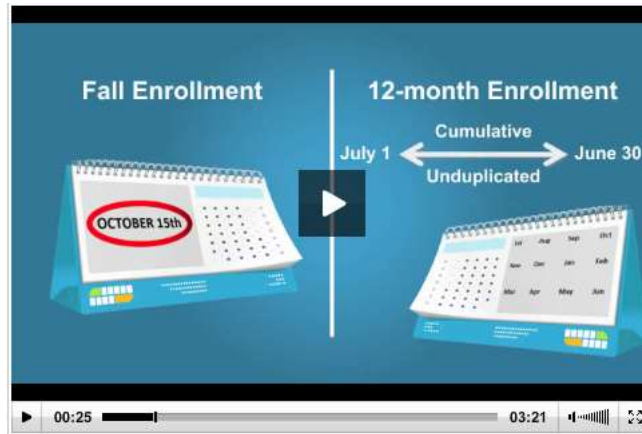 Fall Enrollment
OCTOBER 15th
12-month Enrollment
Cumulative
July 1
June 30
Unduplicated
Jul Aug Sep Oct
Nov Dec Jan Feb
Mar Apr May Jun
00:25
03:21